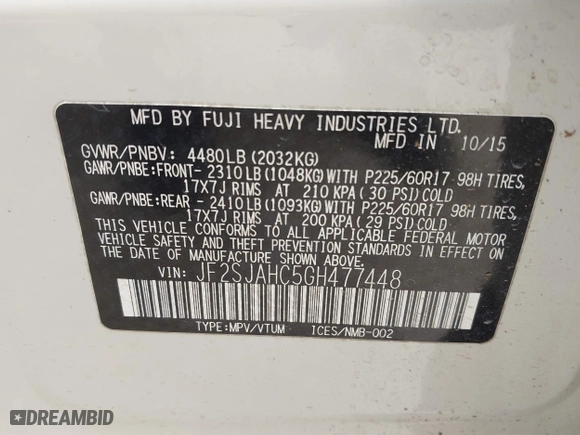 MFD BY FUJI HEAVY INDUSTRIES LTD.
MFD IN 10/15
GVWR/PNBV: 4480LB (2032KG)
GAWR/PNBE:FRONT- 2310LB (1048KG) WITH P225/60R17 98H TIRES,
17X7J RIMS AT 210 KPA (30 PSI) COLD
GAWR/PNBE:REAR - 2410LB (1093KG) WITH P225/60R17 98H TIRES,
17X7J RIMS AT 200 KPA (29 PSI) COLD
THIS VEHICLE CONFORMS TO ALL APPLICABLE FEDERAL MOTOR
VEHICLE SAFETY AND THEFT PREVENTION STANDARDS IN EFFECT ON
THE DATE OF MANUFACTURE SHOWN ABOVE.
VIN: JF2SJAHC5GH477448
TYPE:MPV/VTUM ICES/NMB-002
DREAMBID